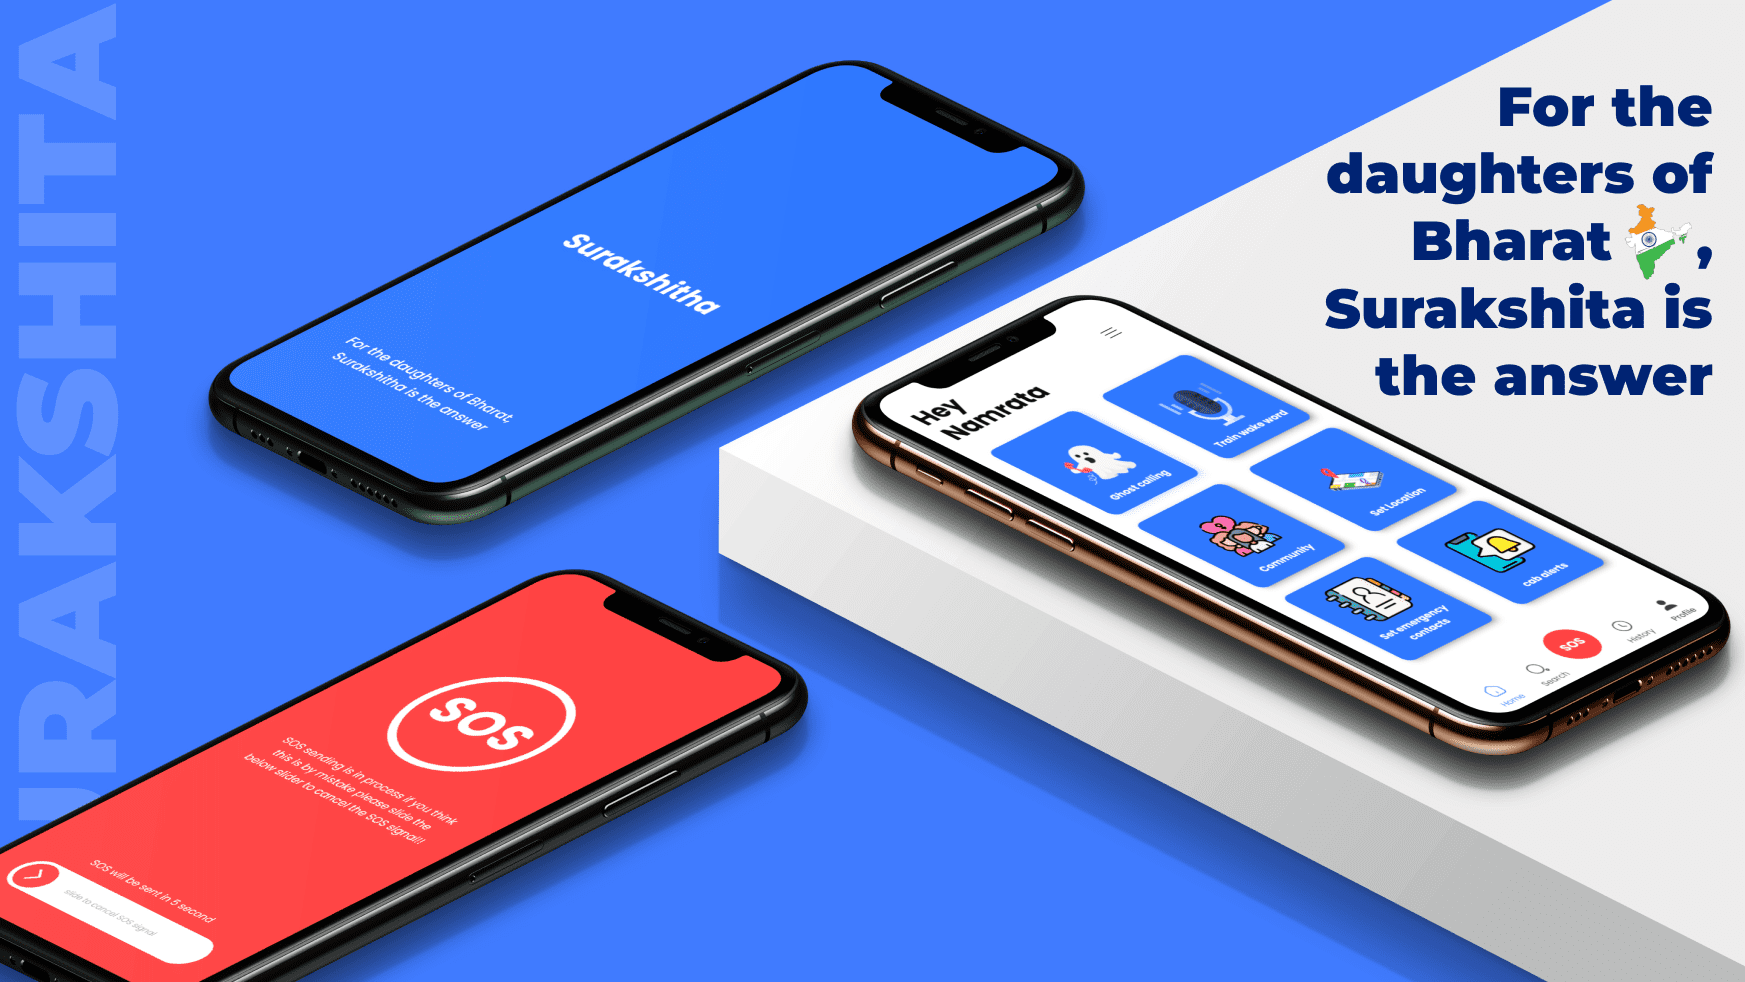 URAKSHITA
For the
daughters of
Bharat,
Surakshita is
the answer
Surakshitha
For the daughters of Bharat,
Surakshitha is the answer
Hey
Namrata
Train wake word
Ghost calling
Set Location
Community
cab alerts
Set emergency
contacts
Home
Search
SOS
History
Profile
SOS
SOS sending is in process if you think
this is by mistake please slide the
below slider to cancel the SOS signal!!
SOS will be sent in 5 second
slide to cancel SOS signal